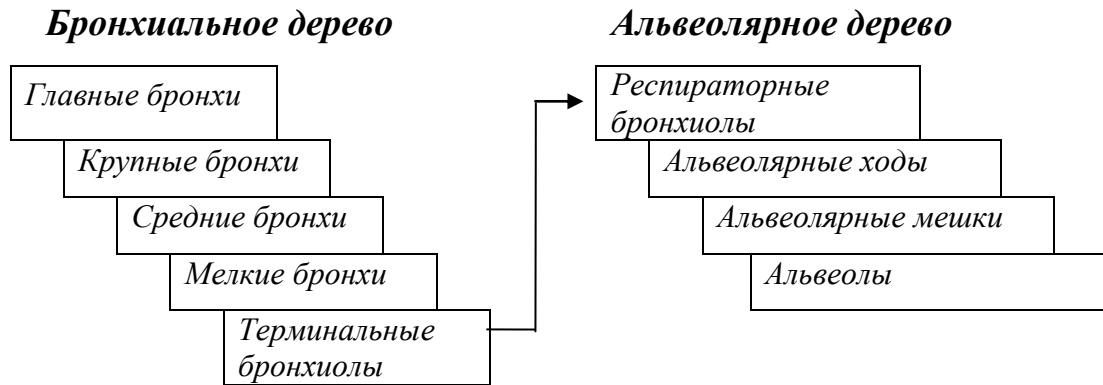 Бронхиальное дерево
Главные бронхи
Крупные бронхи
Средние бронхи
Мелкие бронхи
Терминальные
бронхиолы
Альвеолярное дерево
Респираторные
бронхиолы
Альвеолярные ходы
Альвеолярные мешки
Альвеолы